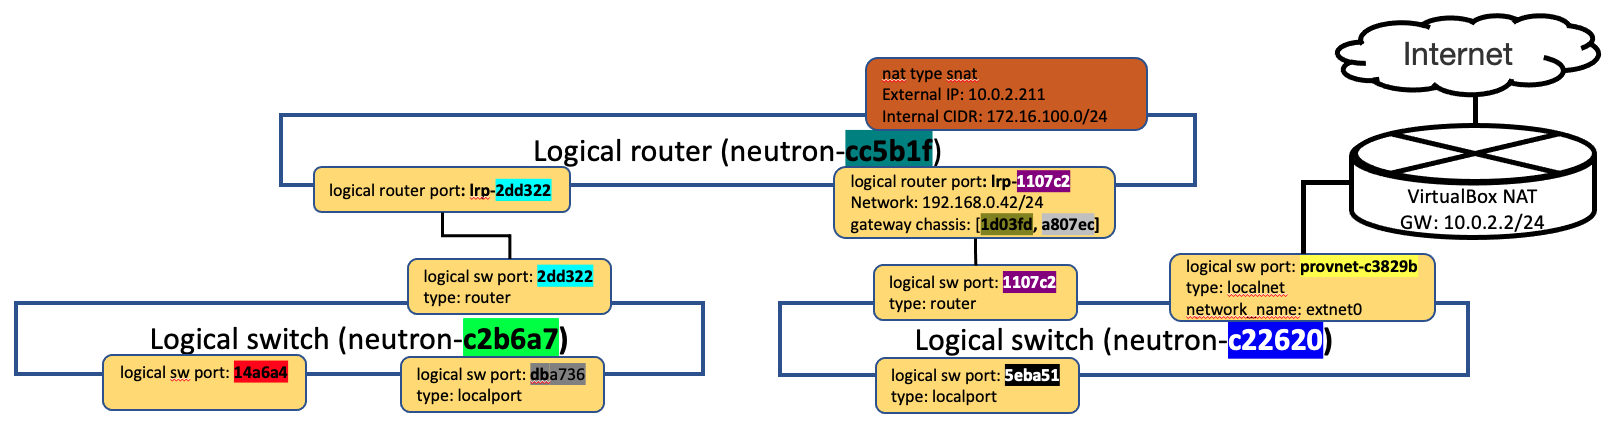 Internet
nat type snat
External IP: 10.0.2.211
Internal CIDR: 172.16.100.0/24
Logical router (neutron-cc5b1f)
logical router port: lrp-2dd322
logical router port: lrp-1107c2
Network: 192.168.0.42/24
gateway chassis: [1d03fd, a807ec]
VirtualBox NAT
GW: 10.0.2.2/24
logical sw port: 2dd322
type: router
logical sw port: 1107c2
type: router
logical sw port: provnet-c3829b
type: localnet
network_name: extnet0
Logical switch (neutron-c2b6a7)
Logical switch (neutron-c22620)
logical sw port: 14a6a4
logical sw port: dba736
type: localport
logical sw port: 5eba51
type: localport